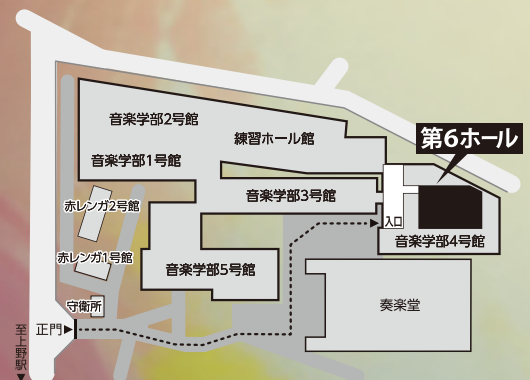 音楽学部2号館
練習ホール館
第6ホール
音楽学部1号館
音楽学部3号館
赤レンガ2号館
入口
音楽学部4号館
赤レンガ1号館
音楽学部5号館
守衛所
奏楽堂
正門
至上野駅